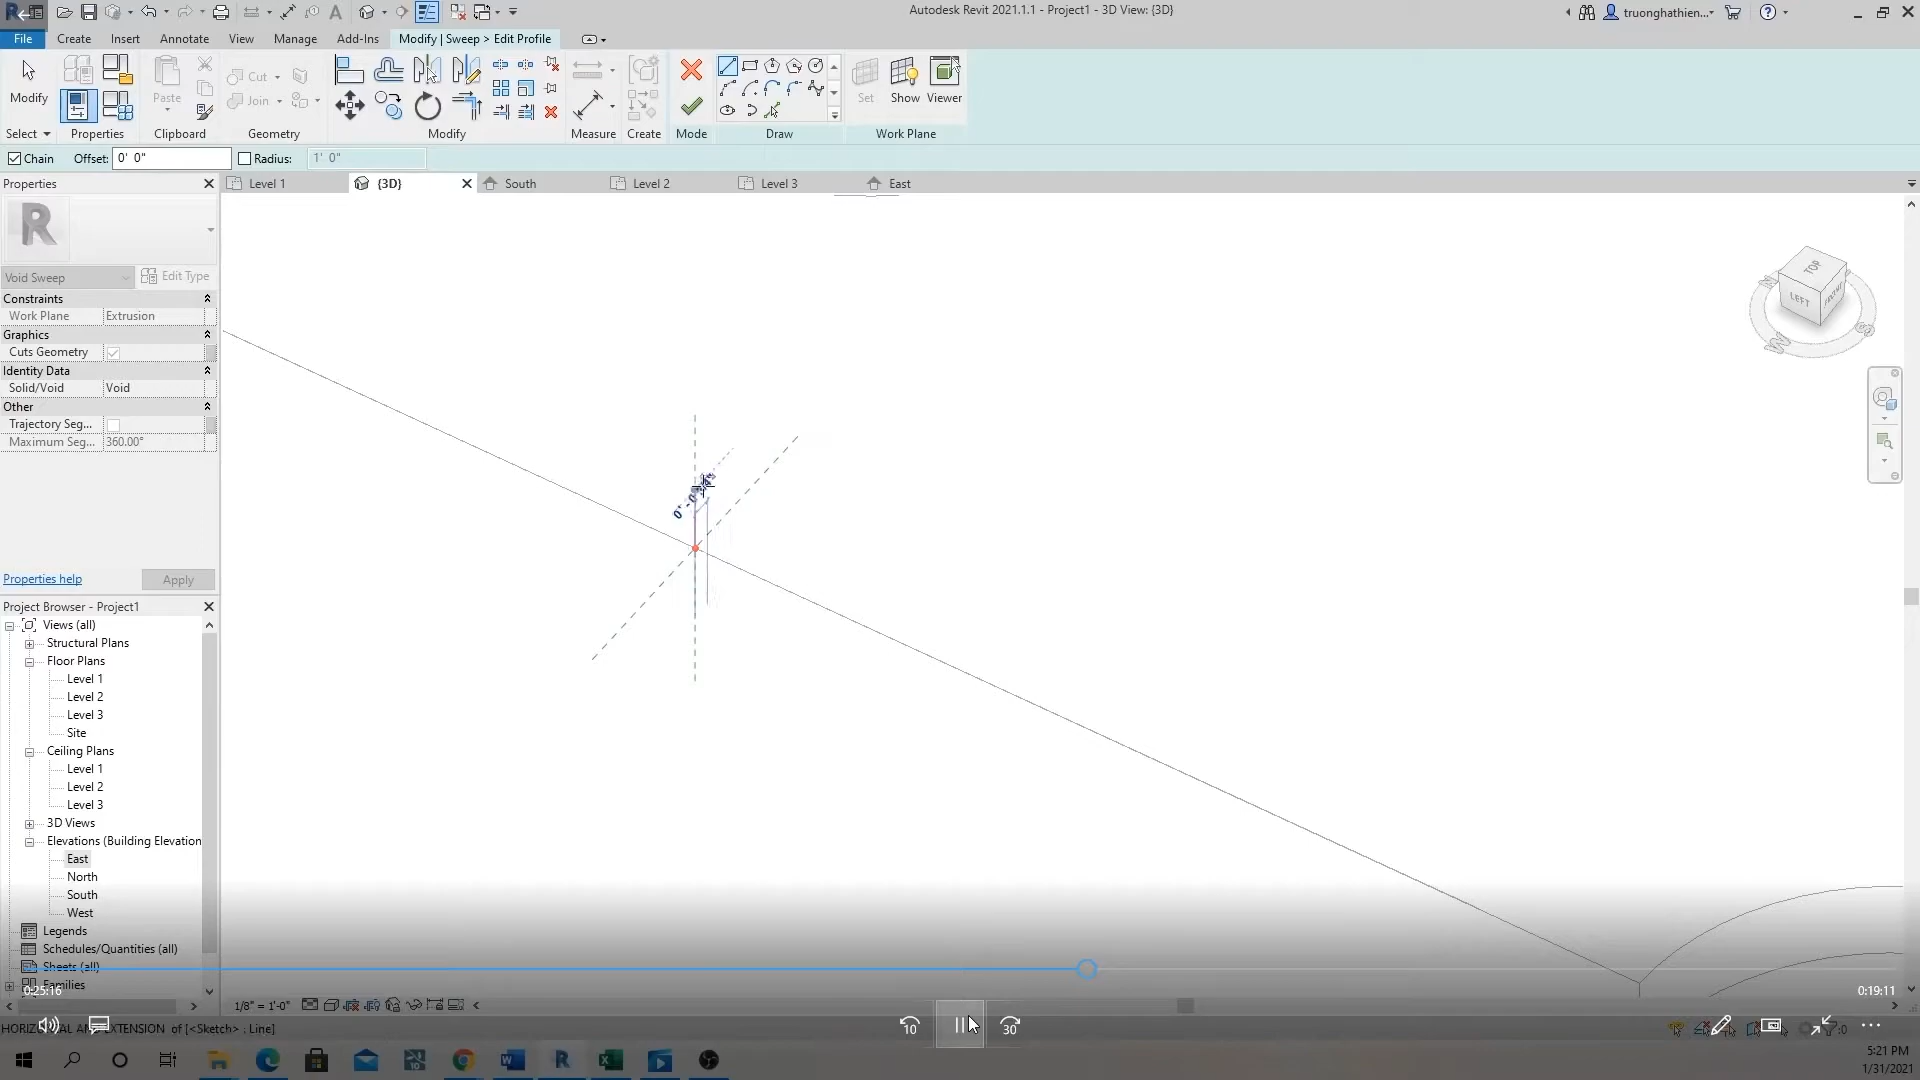 Autodesk Revit 2021.1.1 - Project1 - 3D View: {3D}
truonghathien...
File Create Insert Annotate View Manage Add-Ins Modify | Sweep > Edit Profile
Modify Paste Cut Join Set Show Viewer
Select Properties Clipboard Geometry Modify Measure Create Mode Draw Work Plane
Chain Offset: 0' 0" Radius: 1' 0"
Properties
Level 1 {3D} South Level 2 Level 3 East
R
Void Sweep Edit Type
Constraints
Work Plane Extrusion
Graphics
Cuts Geometry
Identity Data
Solid/Void Void
Other
Trajectory Seg...
Maximum Seg... 360.00°
Properties help Apply
TOP
LEFT FRONT
W S
Project Browser - Project1
Views (all)
Structural Plans
Floor Plans
Level 1
Level 2
Level 3
Site
Ceiling Plans
Level 1
Level 2
Level 3
3D Views
Elevations (Building Elevation
East
North
South
West
Legends
Schedules/Quantities (all)
Sheets (all)
Families
0:25:16
0:19:11
1/8" = 1'-0"
10 30
:0
5:21 PM
1/31/2021